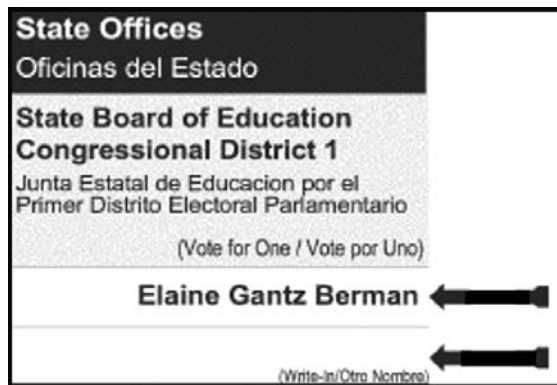 State Offices
Oficinas del Estado
State Board of Education
Congressional District 1
Junta Estatal de Educacion por el
Primer Distrito Electoral Parlamentario
(Vote for One / Vote por Uno)
Elaine Gantz Berman
(Write-In/Otro Nombre)